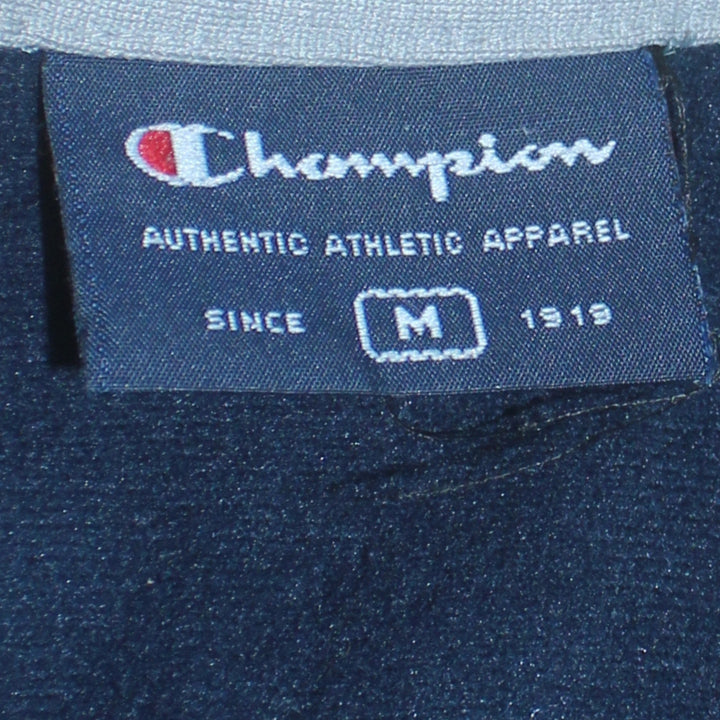 Champion
AUTHENTIC ATHLETIC APPAREL
SINCE M 1919